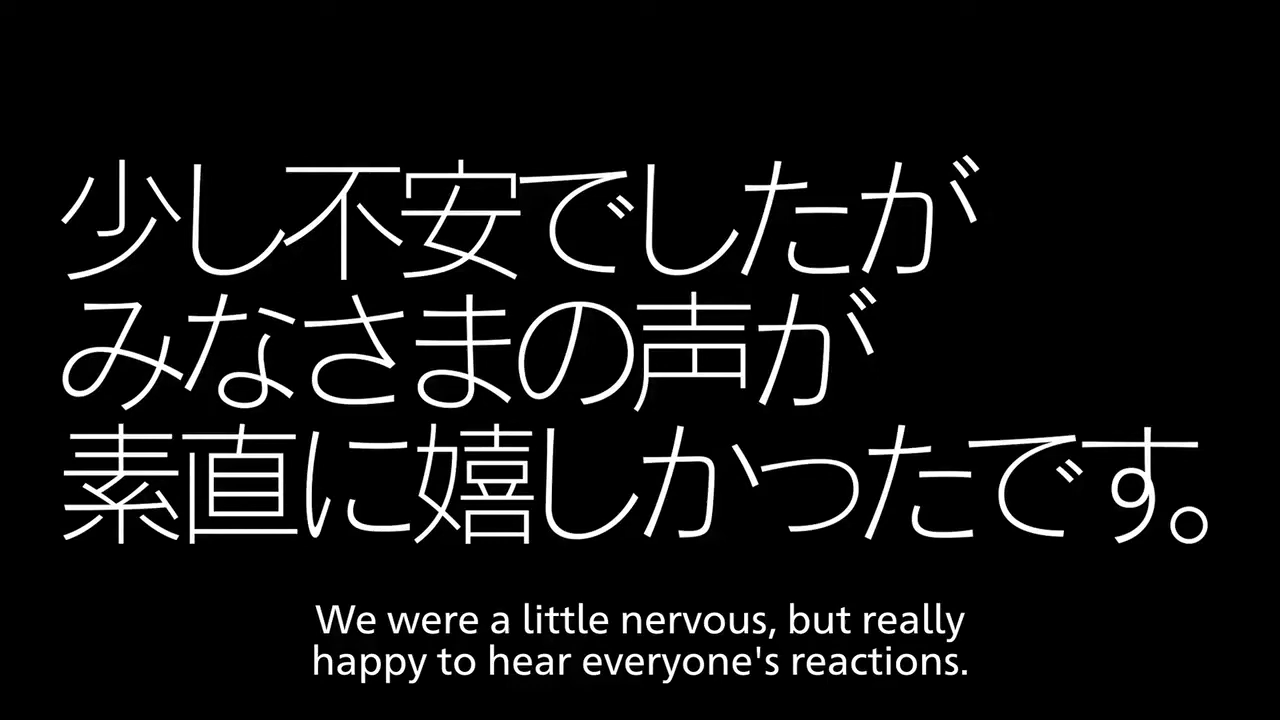 少し不安でしたが
みなさまの声が
素直に嬉しかったです。
We were a little nervous, but really
happy to hear everyone's reactions.